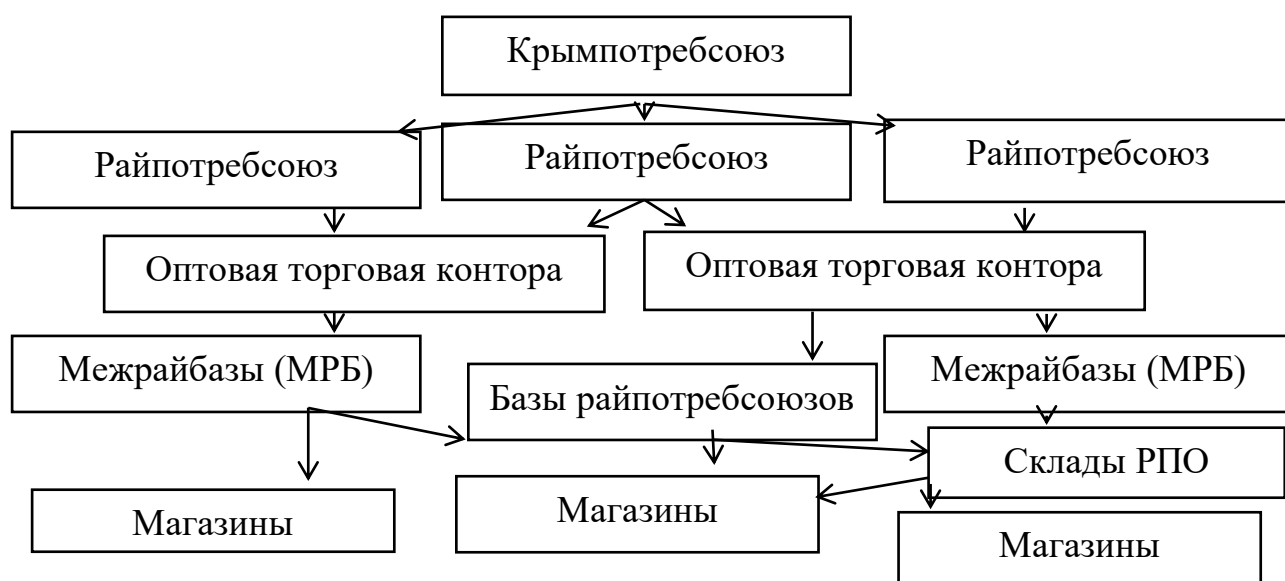 Крымпотребсоюз
Райпотребсоюз
Райпотребсоюз
Райпотребсоюз
Оптовая торговая контора
Оптовая торговая контора
Межрайбазы (МРБ)
Базы райпотребсоюзов
Межрайбазы (МРБ)
Склады РПО
Магазины
Магазины
Магазины